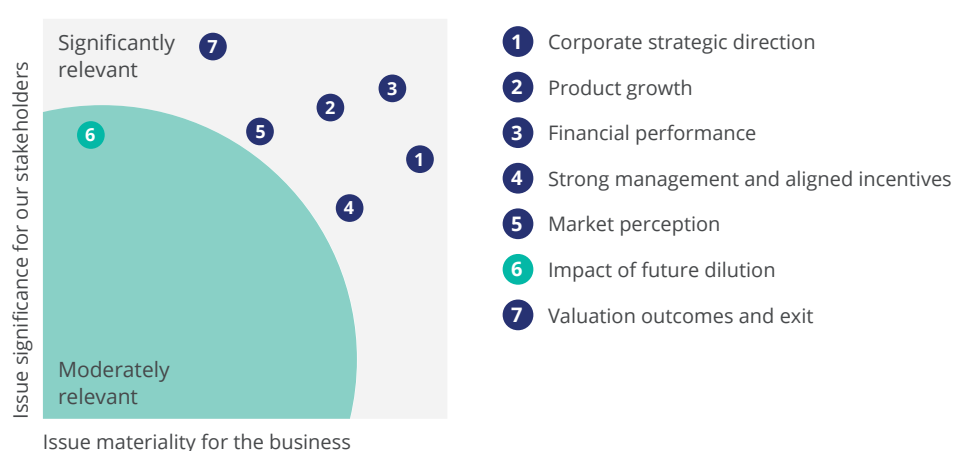 Issue significance for our stakeholders
Significantly
relevant
7
3
2
5
6
1
4
Moderately
relevant
Issue materiality for the business
1 Corporate strategic direction
2 Product growth
3 Financial performance
4 Strong management and aligned incentives
5 Market perception
6 Impact of future dilution
7 Valuation outcomes and exit